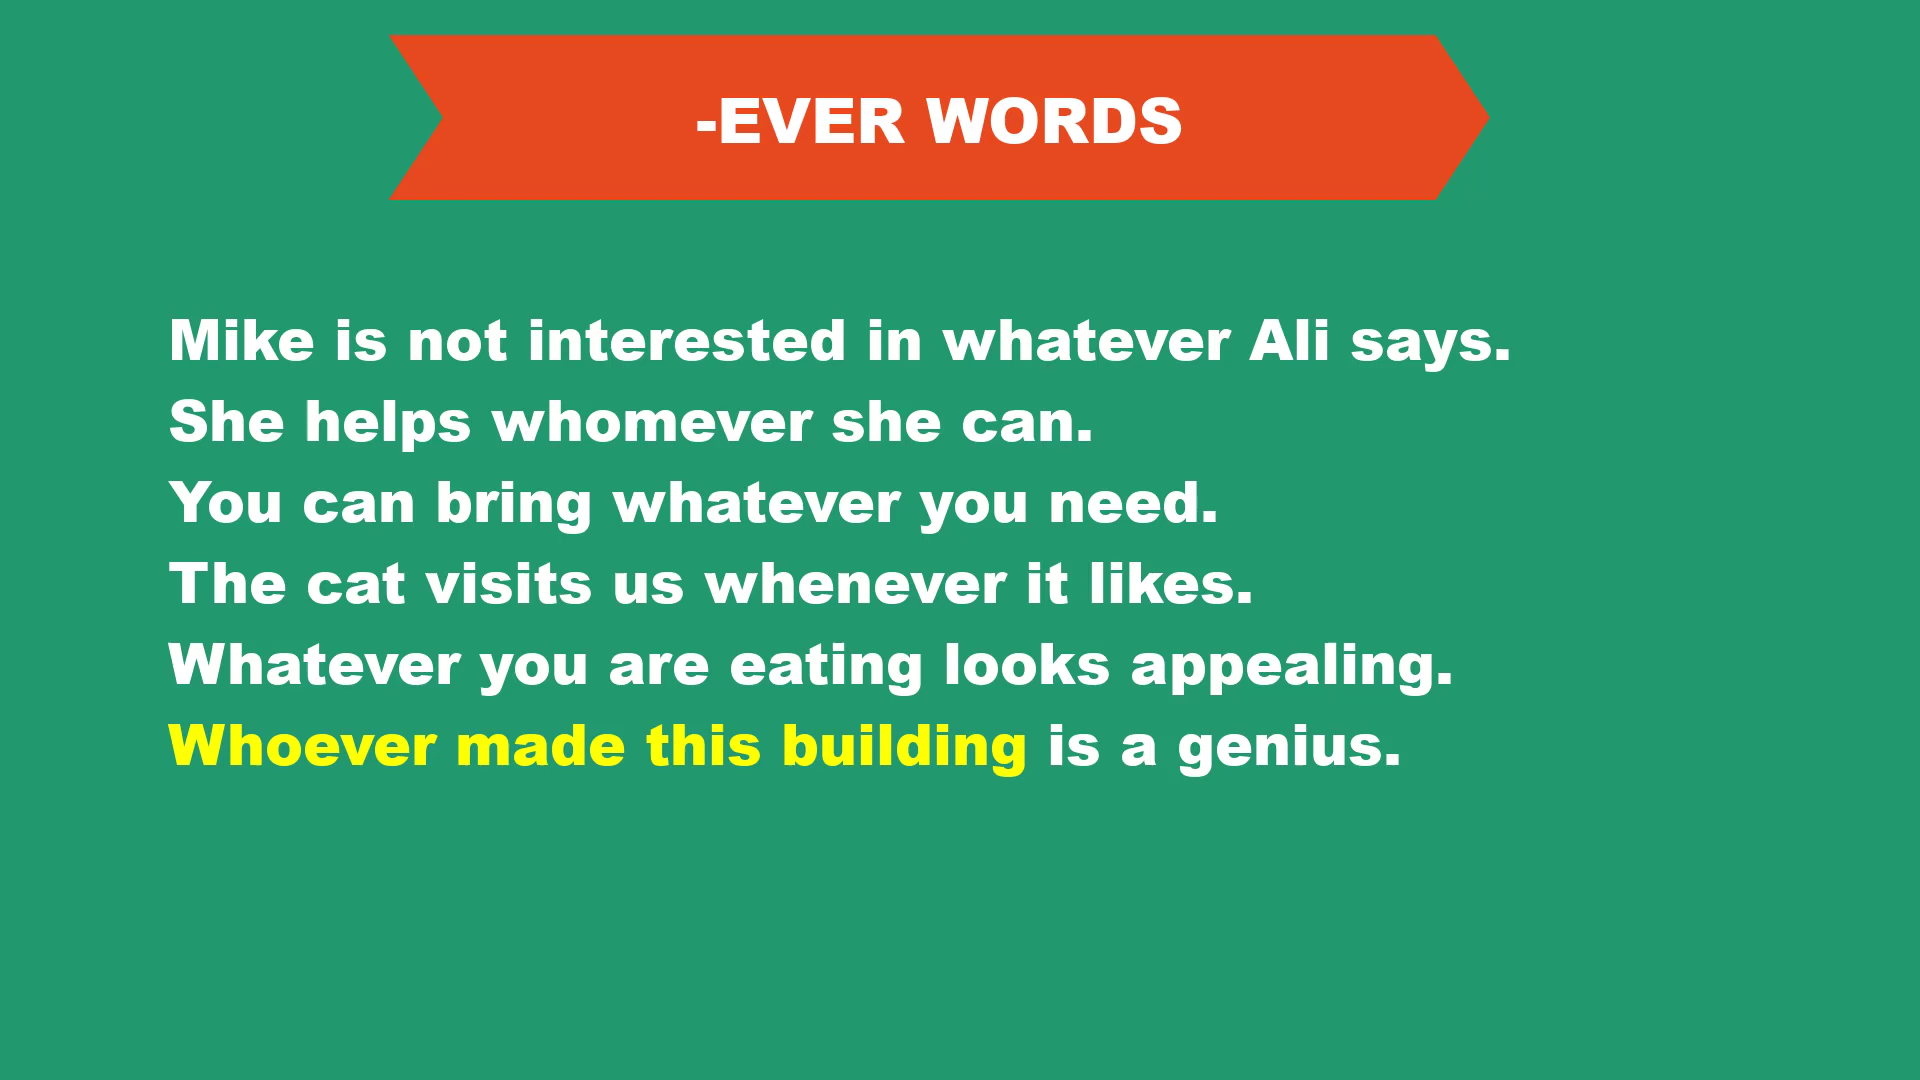 -EVER WORDS
Mike is not interested in whatever Ali says.
She helps whomever she can.
You can bring whatever you need.
The cat visits us whenever it likes.
Whatever you are eating looks appealing.
Whoever made this building is a genius.